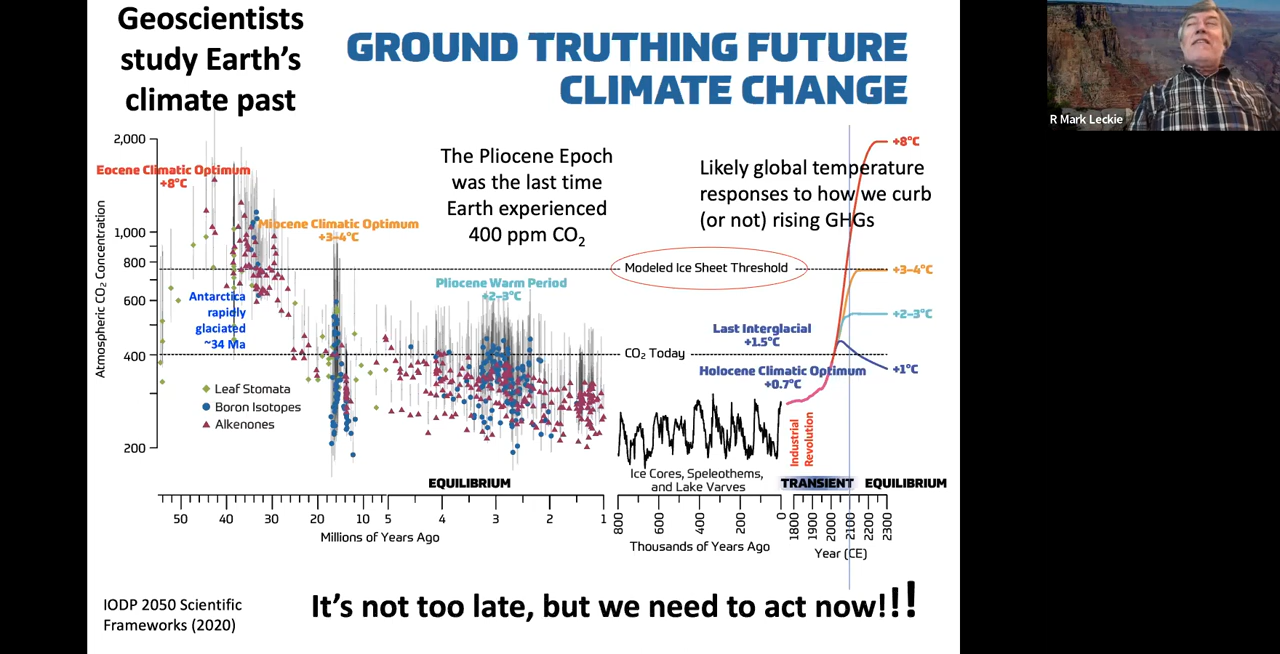 Geoscientists
study Earth's
climate past
GROUND TRUTHING FUTURE
CLIMATE CHANGE
R Mark Leckie
Atmospheric CO₂ Concentration
2,000
1,000
800
600
400
200
Eocene Climatic Optimum
+8°C
Miocene Climatic Optimum
+3–4°C
The Pliocene Epoch
was the last time
Earth experienced
400 ppm CO₂
Likely global temperature
responses to how we curb
(or not) rising GHGs
+8°C
Modeled Ice Sheet Threshold
+3–4°C
Pliocene Warm Period
+2–3°C
+2–3°C
Antarctica
rapidly
glaciated
~34 Ma
Last Interglacial
+1.5°C
CO₂ Today
Holocene Climatic Optimum
+0.7°C
+1°C
Leaf Stomata
Boron Isotopes
Alkenones
Industrial
Revolution
Ice Cores, Speleothems,
and Lake Varves
EQUILIBRIUM
TRANSIENT
EQUILIBRIUM
50 40 30 20 10 5 4 3 2 1
Millions of Years Ago
800 600 400 200 0
Thousands of Years Ago
1800 1900 2000 2100 2200 2300
Year (CE)
IODP 2050 Scientific
Frameworks (2020)
It's not too late, but we need to act now!!!